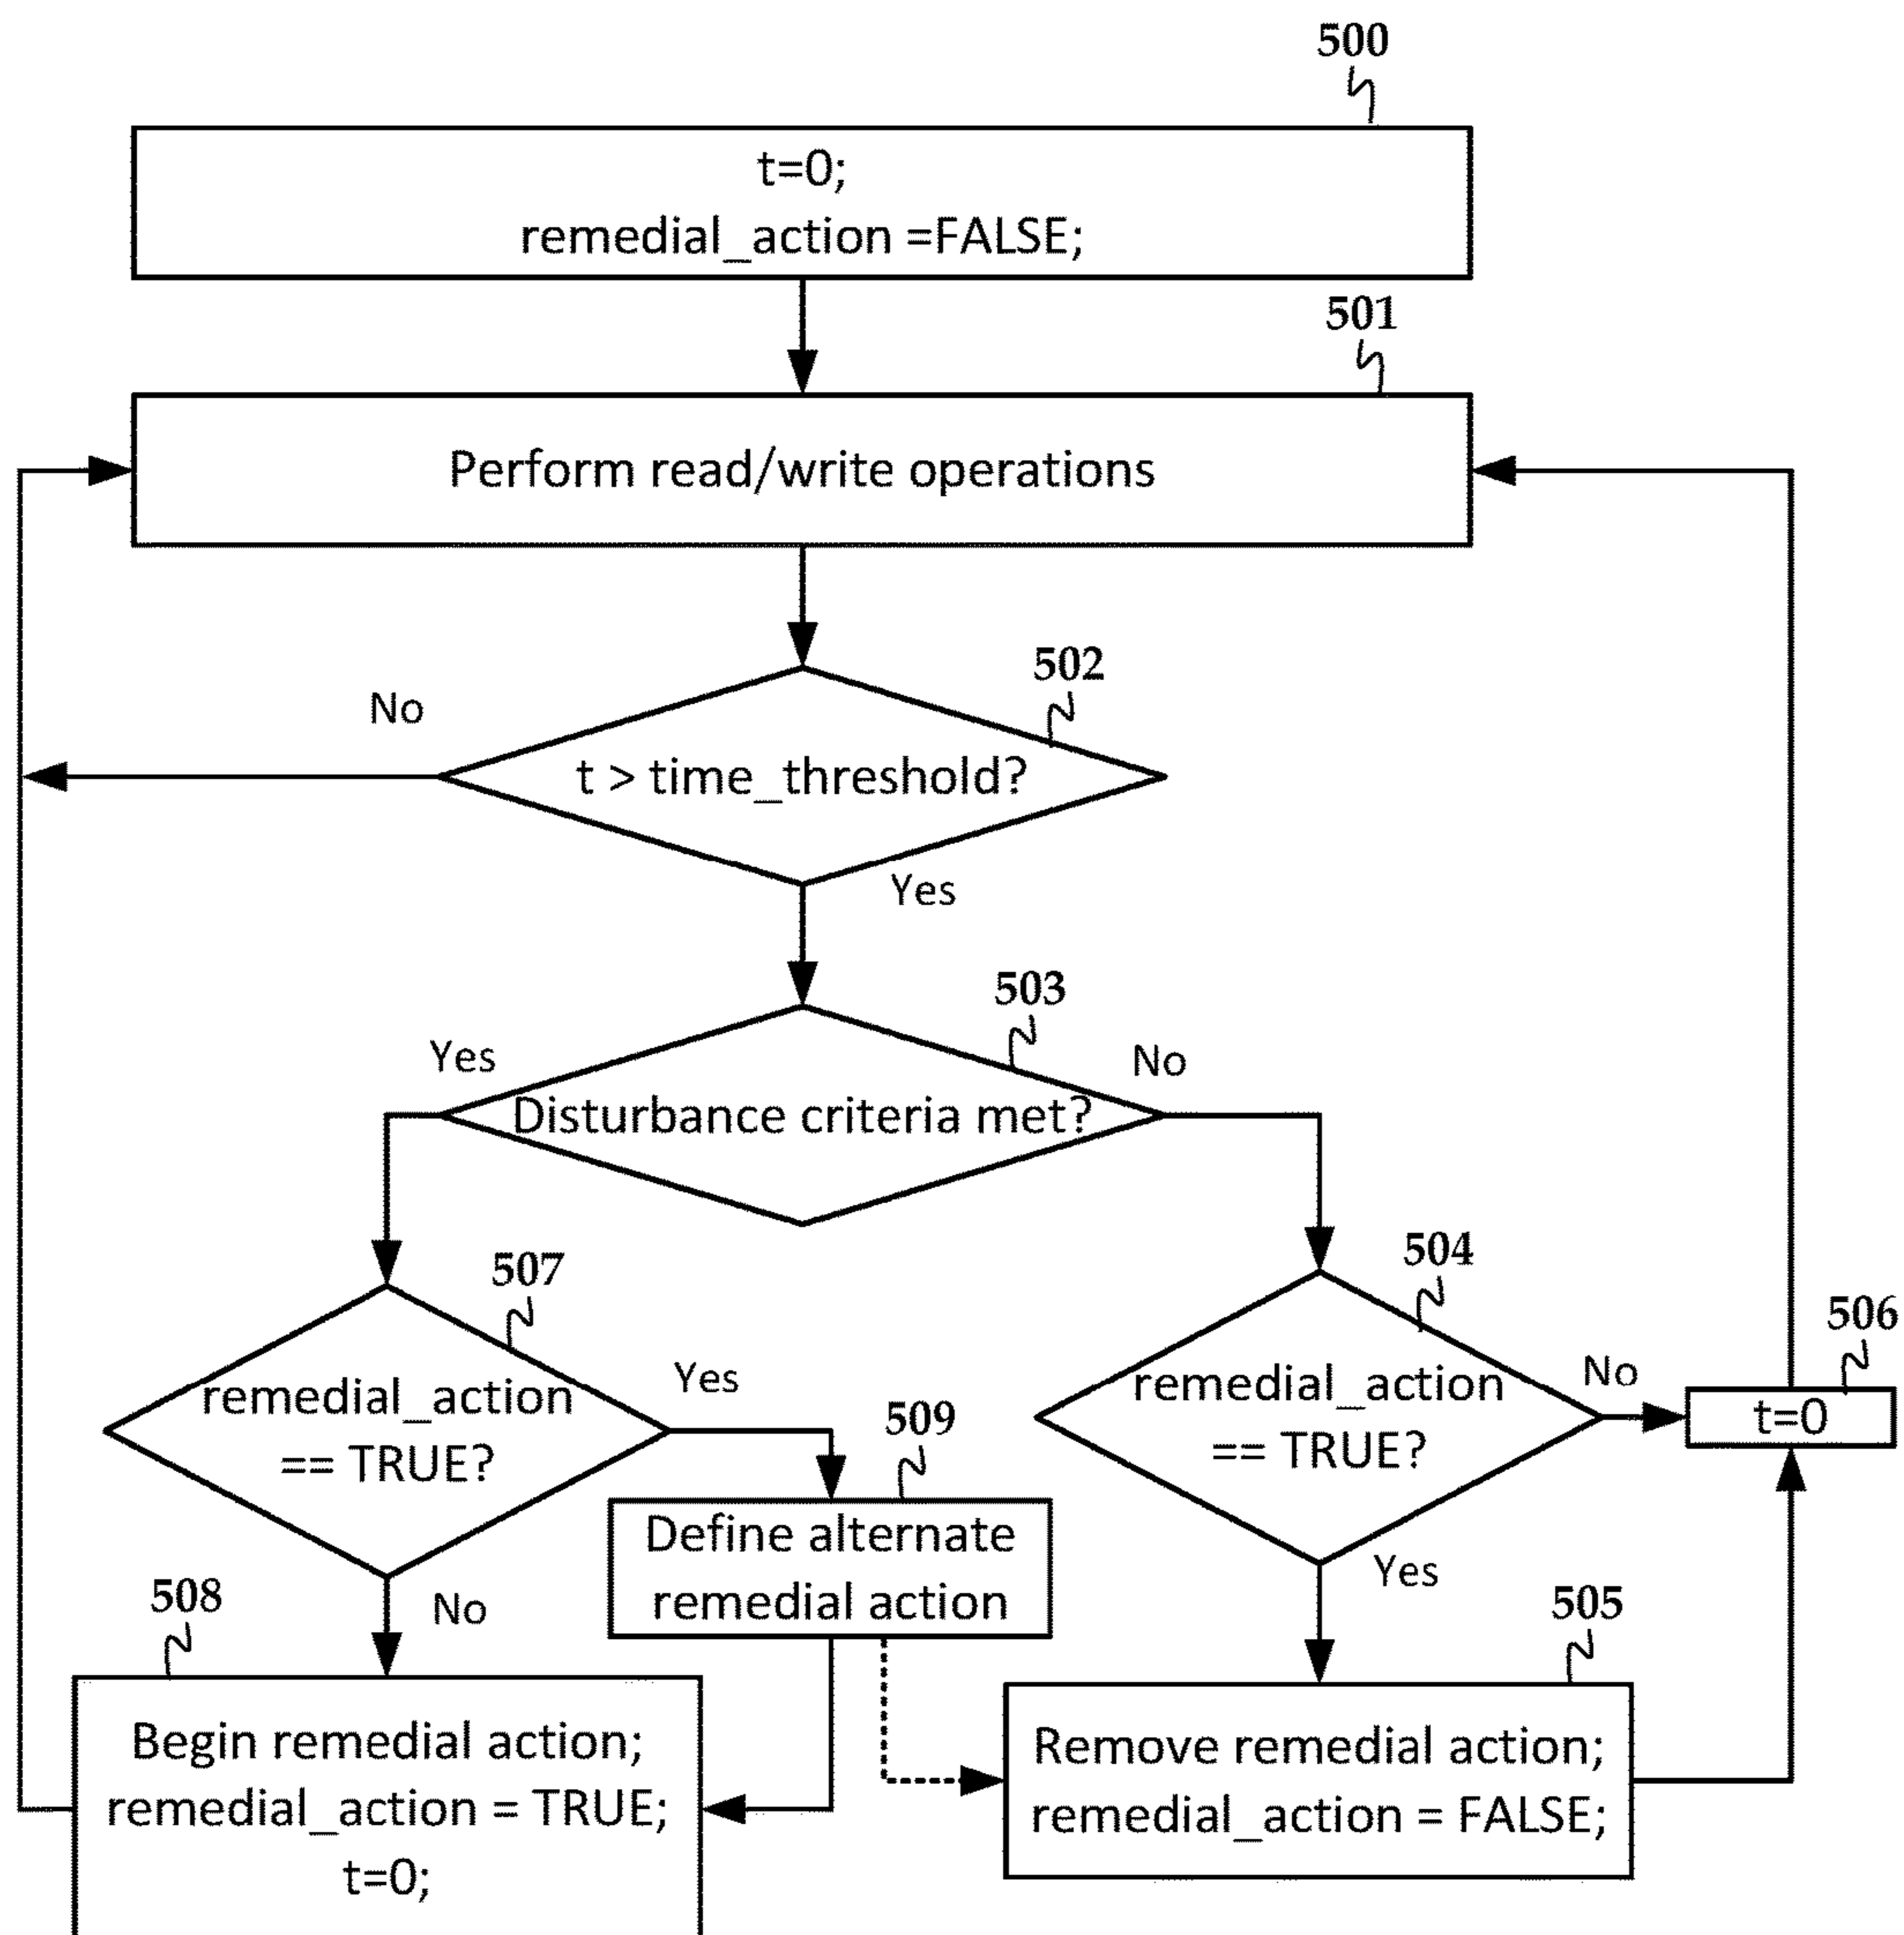 500
t=0;
remedial_action =FALSE;
501
Perform read/write operations
502
No
t > time_threshold?
Yes
503
Yes
No
Disturbance criteria met?
507
504
506
Yes
No
remedial_action
== TRUE?
remedial_action
== TRUE?
t=0
509
Define alternate
remedial action
508
No
Yes
505
Begin remedial action;
remedial_action = TRUE;
t=0;
Remove remedial action;
remedial_action = FALSE;